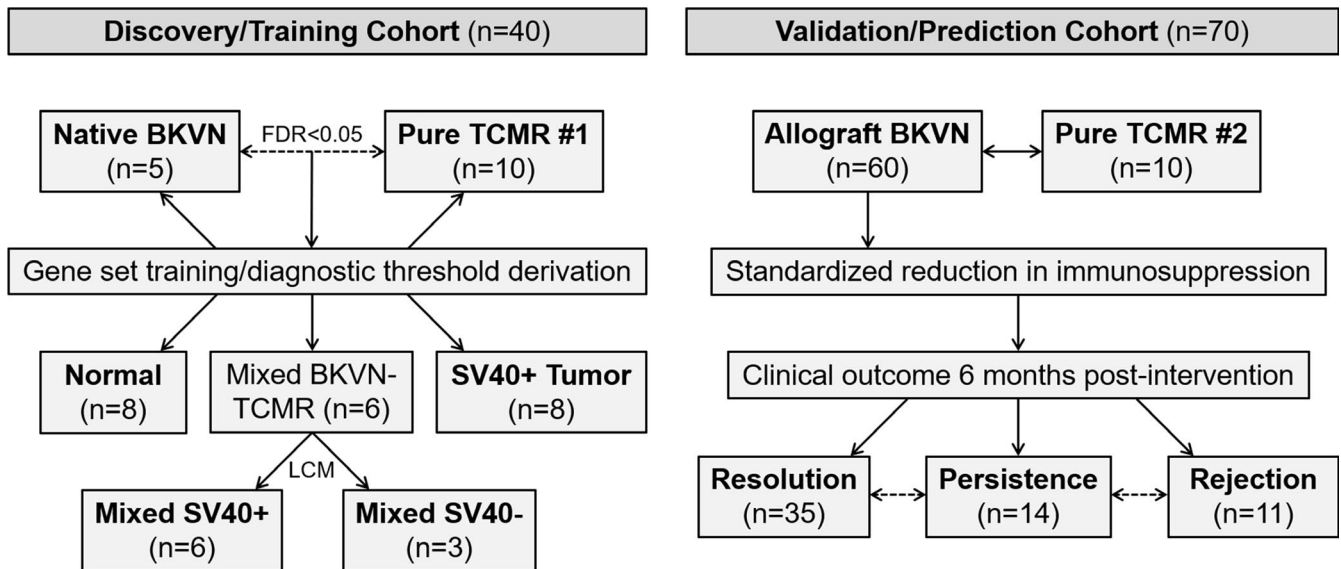 Discovery/Training Cohort (n=40)
Native BKVN
(n=5)
FDR<0.05
Pure TCMR #1
(n=10)
Gene set training/diagnostic threshold derivation
Normal
(n=8)
Mixed BKVN-
TCMR (n=6)
SV40+ Tumor
(n=8)
LCM
Mixed SV40+
(n=6)
Mixed SV40-
(n=3)
Validation/Prediction Cohort (n=70)
Allograft BKVN
(n=60)
Pure TCMR #2
(n=10)
Standardized reduction in immunosuppression
Clinical outcome 6 months post-intervention
Resolution
(n=35)
Persistence
(n=14)
Rejection
(n=11)